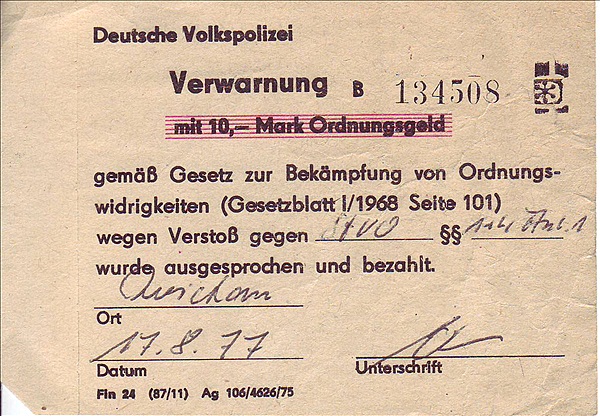 Deutsche Volkspolizei
Verwarnung B 134508
mit 10,— Mark Ordnungsgeld
gemäß Gesetz zur Bekämpfung von Ordnungs-
widrigkeiten (Gesetzblatt I/1968 Seite 101)
wegen Verstoß gegen StVO §§
wurde ausgesprochen und bezahlt.
Zwickau
Ort
17.8.77
Datum
Unterschrift
Fin 24 (87/11) Ag 106/4626/75